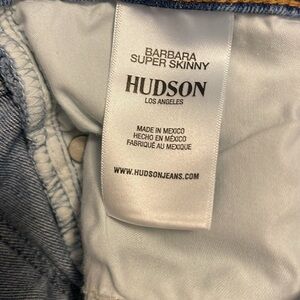 BARBARA
SUPER SKINNY
HUDSON
LOS ANGELES
MADE IN MEXICO
HECHO EN MÉXICO
FABRIQUÉ AU MEXIQUE
WWW.HUDSONJEANS.COM